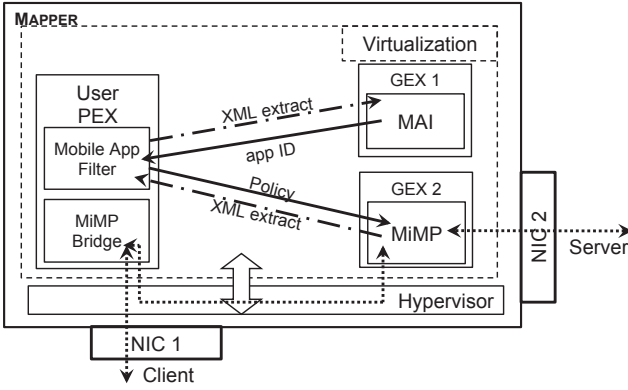 MAPPER
Virtualization
User
PEX
GEX 1
XML extract
MAI
Mobile App
Filter
app ID
Policy
GEX 2
XML extract
MiMP
Bridge
MiMP
NIC 2
Server
Hypervisor
NIC 1
Client